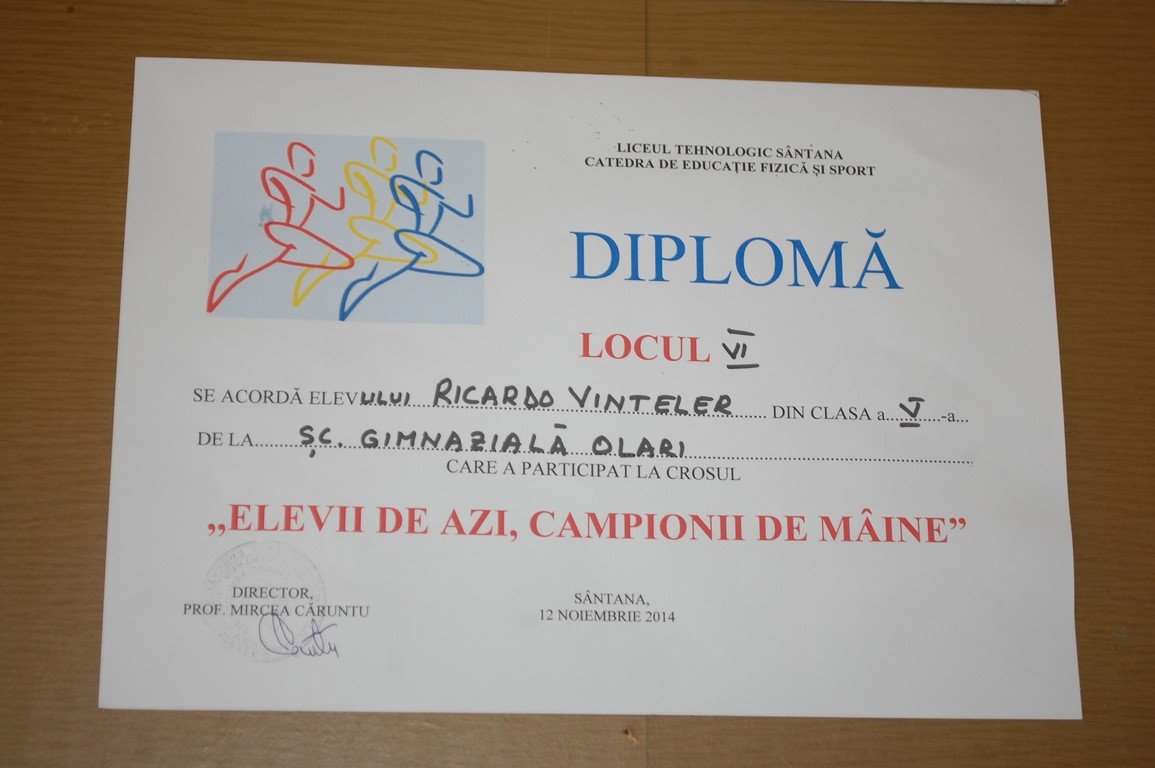 LICEUL TEHNOLOGIC SÂNTANA
CATEDRA DE EDUCAȚIE FIZICĂ ȘI SPORT
DIPLOMĂ
LOCUL VI
SE ACORDĂ ELEVULUI RICARDO VINTELER DIN CLASA a V -a...
DE LA ȘC. GIMNAZIALĂ OLARI
CARE A PARTICIPAT LA CROSUL
„ELEVII DE AZI, CAMPIONII DE MÂINE”
DIRECTOR,
PROF. MIRCEA CĂRUNTU
SÂNTANA,
12 NOIEMBRIE 2014